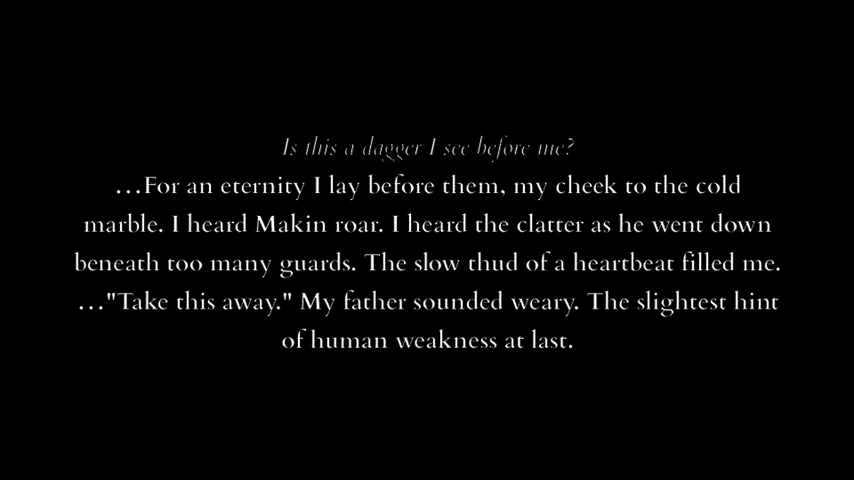 Is this a dagger I see before me?
…For an eternity I lay before them, my cheek to the cold
marble. I heard Makin roar. I heard the clatter as he went down
beneath too many guards. The slow thud of a heartbeat filled me.
…"Take this away." My father sounded weary. The slightest hint
of human weakness at last.